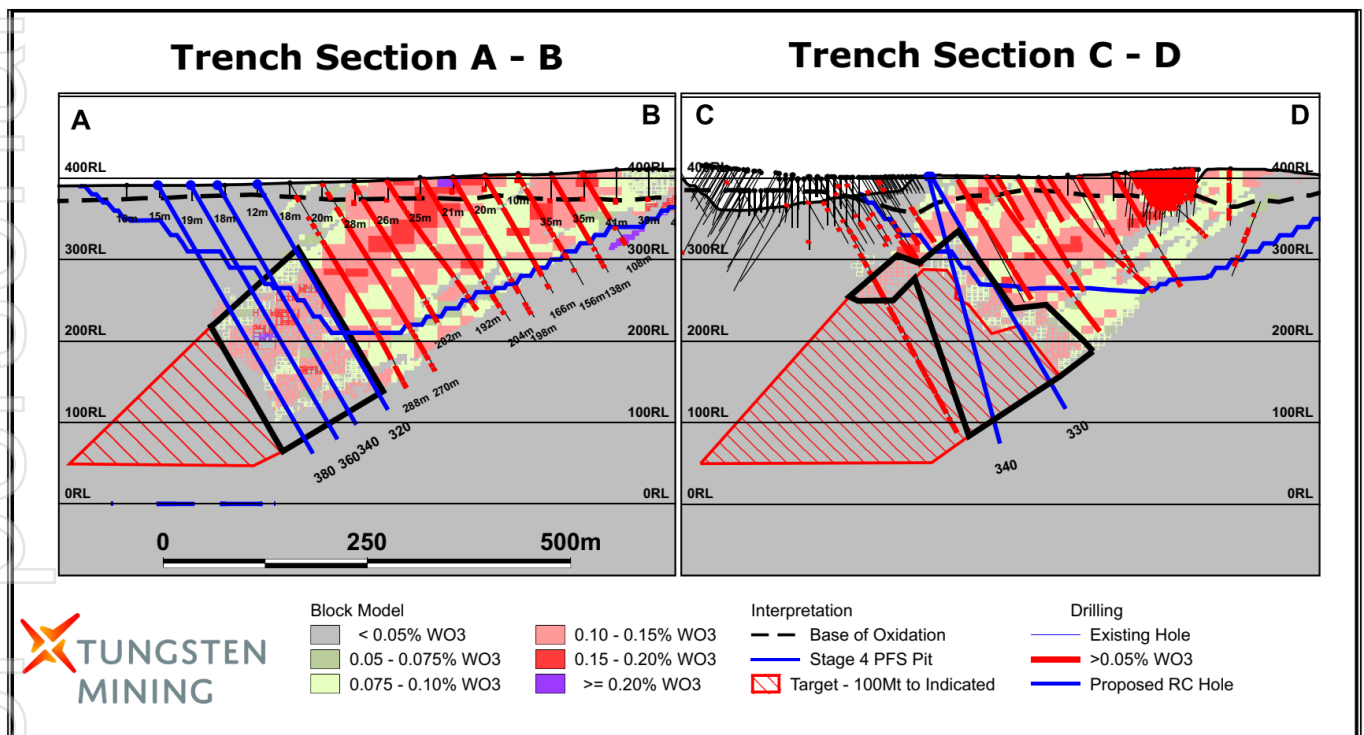 Trench Section A - B
Trench Section C - D
A
B
400RL
400RL
10m
15m
19m
18m
12m
18m
20m
28m
26m
25m
21m
20m
10m
35m
35m
41m
39m
300RL
300RL
108m
138m
156m
166m
198m
204m
192m
202m
200RL
200RL
270m
288m
100RL
100RL
320
340
360
380
0RL
0RL
0
250
500m
C
D
400RL
400RL
300RL
300RL
200RL
200RL
100RL
100RL
330
340
0RL
0RL
TUNGSTEN
MINING
Block Model
< 0.05% WO3
0.05 - 0.075% WO3
0.075 - 0.10% WO3
0.10 - 0.15% WO3
0.15 - 0.20% WO3
>= 0.20% WO3
Interpretation
Base of Oxidation
Stage 4 PFS Pit
Target - 100Mt to Indicated
Drilling
Existing Hole
>0.05% WO3
Proposed RC Hole